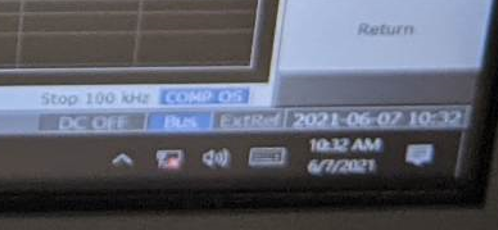 Return
Stop 100 kHz COMP OS
DC OFF Bus ExtRef 2021-06-07 10:32
10:32 AM
6/7/2021